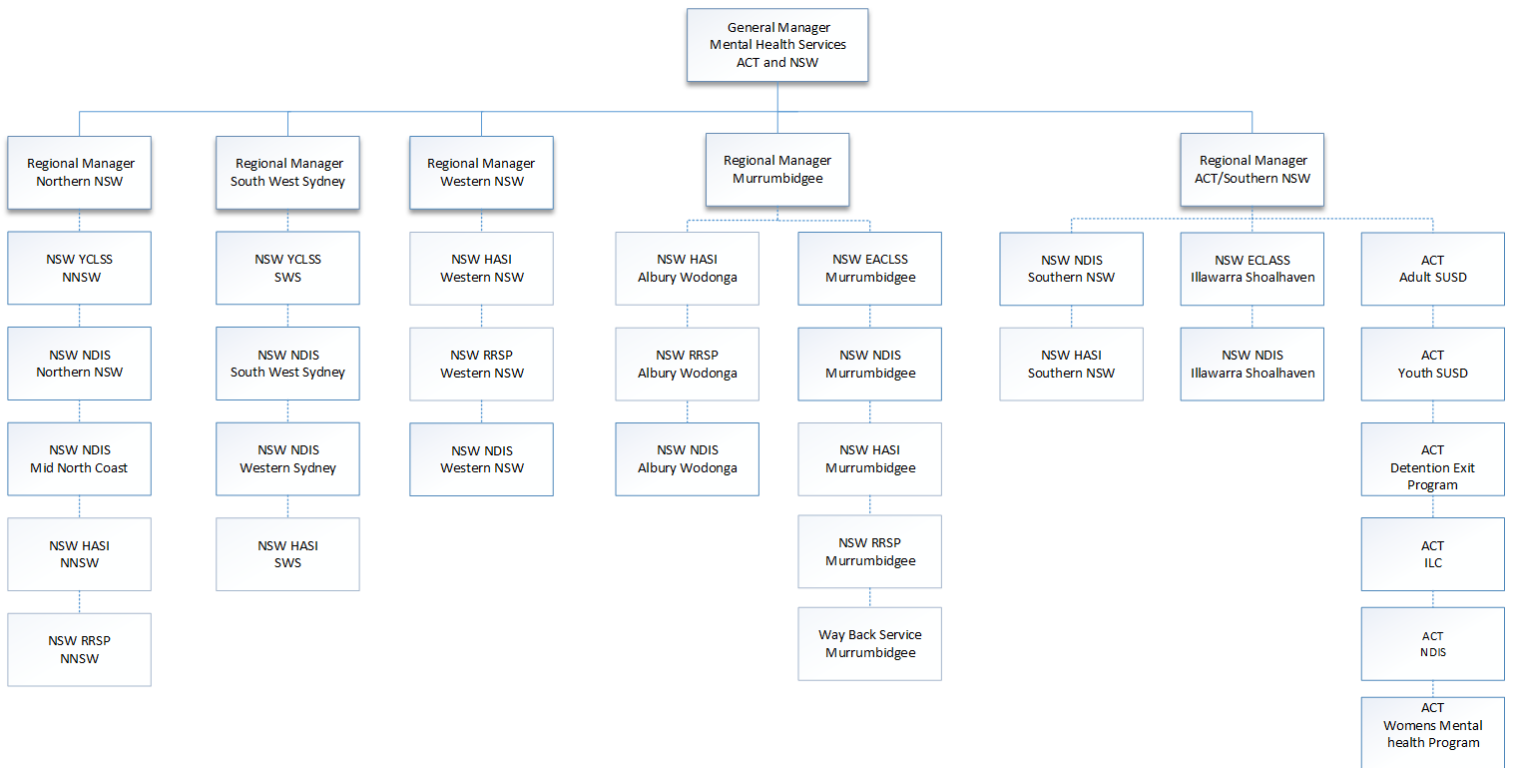 General Manager
Mental Health Services
ACT and NSW
Regional Manager
Northern NSW
Regional Manager
South West Sydney
Regional Manager
Western NSW
Regional Manager
Murrumbidgee
Regional Manager
ACT/Southern NSW
NSW YCLSS
NNSW
NSW NDIS
Northern NSW
NSW NDIS
Mid North Coast
NSW HASI
NNSW
NSW RRSP
NNSW
NSW YCLSS
SWS
NSW NDIS
South West Sydney
NSW NDIS
Western Sydney
NSW HASI
SWS
NSW HASI
Western NSW
NSW RRSP
Western NSW
NSW NDIS
Western NSW
NSW HASI
Albury Wodonga
NSW RRSP
Albury Wodonga
NSW NDIS
Albury Wodonga
NSW EACLSS
Murrumbidgee
NSW NDIS
Murrumbidgee
NSW HASI
Murrumbidgee
NSW RRSP
Murrumbidgee
Way Back Service
Murrumbidgee
NSW NDIS
Southern NSW
NSW HASI
Southern NSW
NSW ECLASS
Illawarra Shoalhaven
NSW NDIS
Illawarra Shoalhaven
ACT
Adult SUSD
ACT
Youth SUSD
ACT
Detention Exit
Program
ACT
ILC
ACT
NDIS
ACT
Womens Mental
health Program